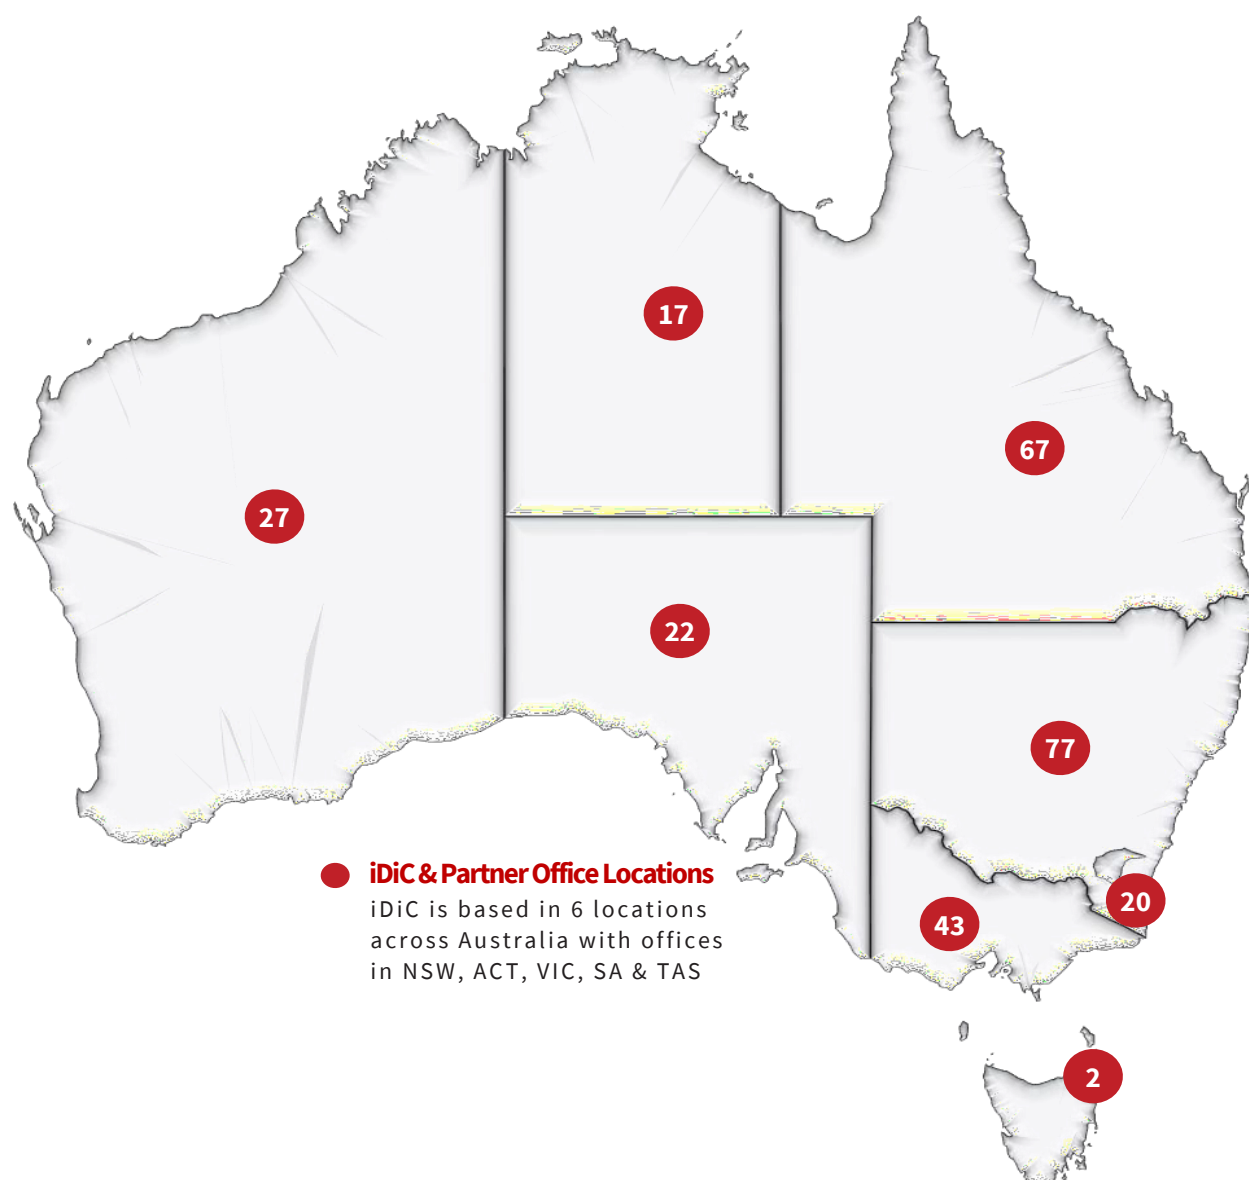 17
67
27
22
77
iDiC & Partner Office Locations
iDiC is based in 6 locations
across Australia with offices
in NSW, ACT, VIC, SA & TAS
20
43
2